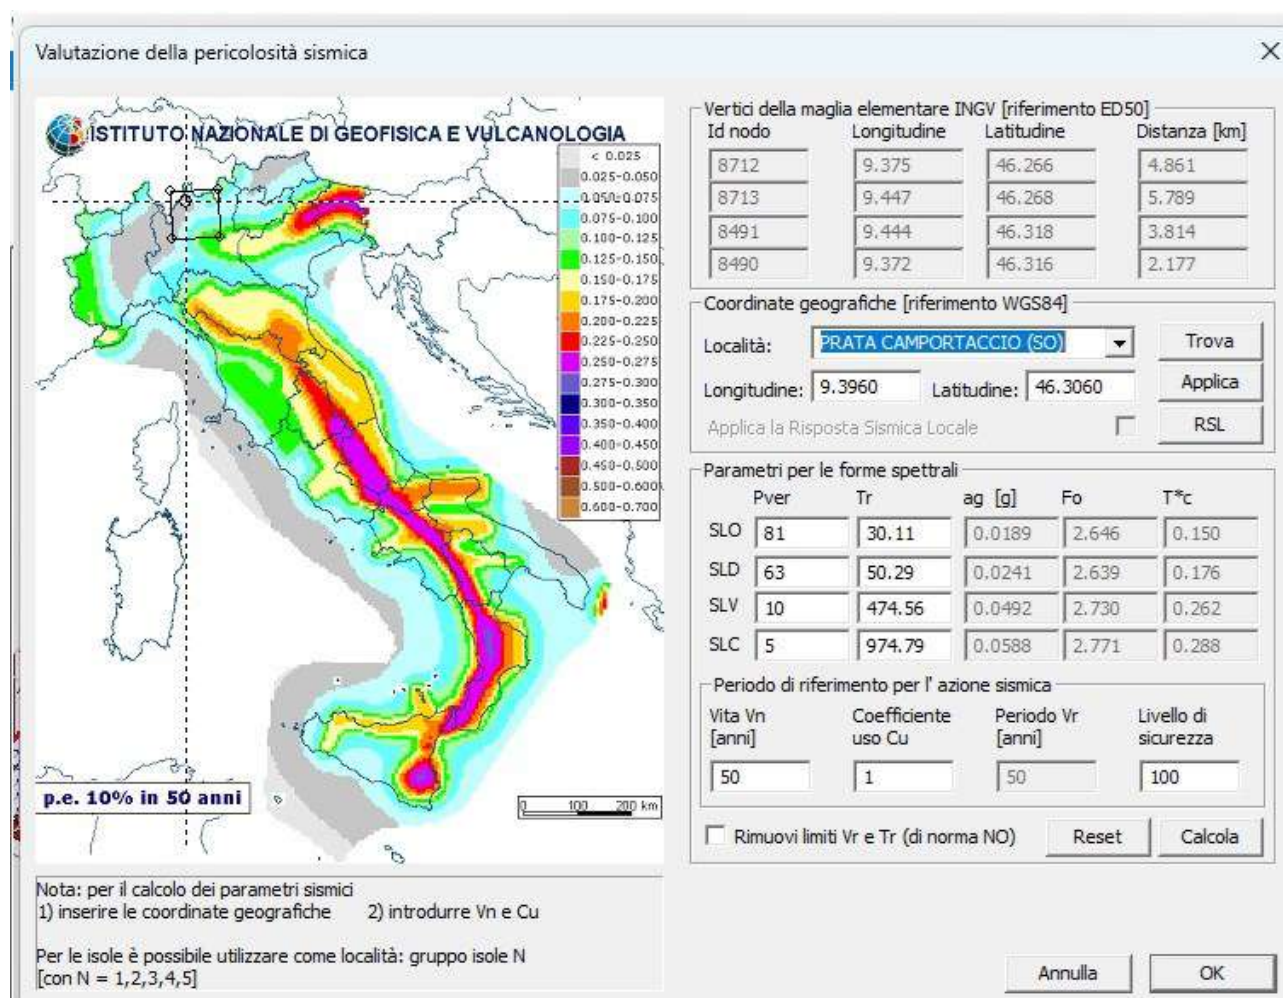 Valutazione della pericolosità sismica
ISTITUTO NAZIONALE DI GEOFISICA E VULCANOLOGIA
< 0.025
0.025-0.050
0.050-0.075
0.075-0.100
0.100-0.125
0.125-0.150
0.150-0.175
0.175-0.200
0.200-0.225
0.225-0.250
0.250-0.275
0.275-0.300
0.300-0.350
0.350-0.400
0.400-0.450
0.450-0.500
0.500-0.600
0.600-0.700
p.e. 10% in 50 anni
0 100 200 km
Nota: per il calcolo dei parametri sismici
1) inserire le coordinate geografiche 2) introdurre Vn e Cu
Per le isole è possibile utilizzare come località: gruppo isole N
[con N = 1,2,3,4,5]
Vertici della maglia elementare INGV [riferimento ED50]
Id nodo Longitudine Latitudine Distanza [km]
8712 9.375 46.266 4.861
8713 9.447 46.268 5.789
8491 9.444 46.318 3.814
8490 9.372 46.316 2.177
Coordinate geografiche [riferimento WGS84]
Località: PRATA CAMPORTACCIO (SO) Trova
Longitudine: 9.3960 Latitudine: 46.3060 Applica
Applica la Risposta Sismica Locale RSL
Parametri per le forme spettrali
Pver Tr ag [g] Fo T*c
SLO 81 30.11 0.0189 2.646 0.150
SLD 63 50.29 0.0241 2.639 0.176
SLV 10 474.56 0.0492 2.730 0.262
SLC 5 974.79 0.0588 2.771 0.288
Periodo di riferimento per l' azione sismica
Vita Vn Coefficiente Periodo Vr Livello di
[anni] uso Cu [anni] sicurezza
50 1 50 100
Rimuovi limiti Vr e Tr (di norma NO) Reset Calcola
Annulla OK